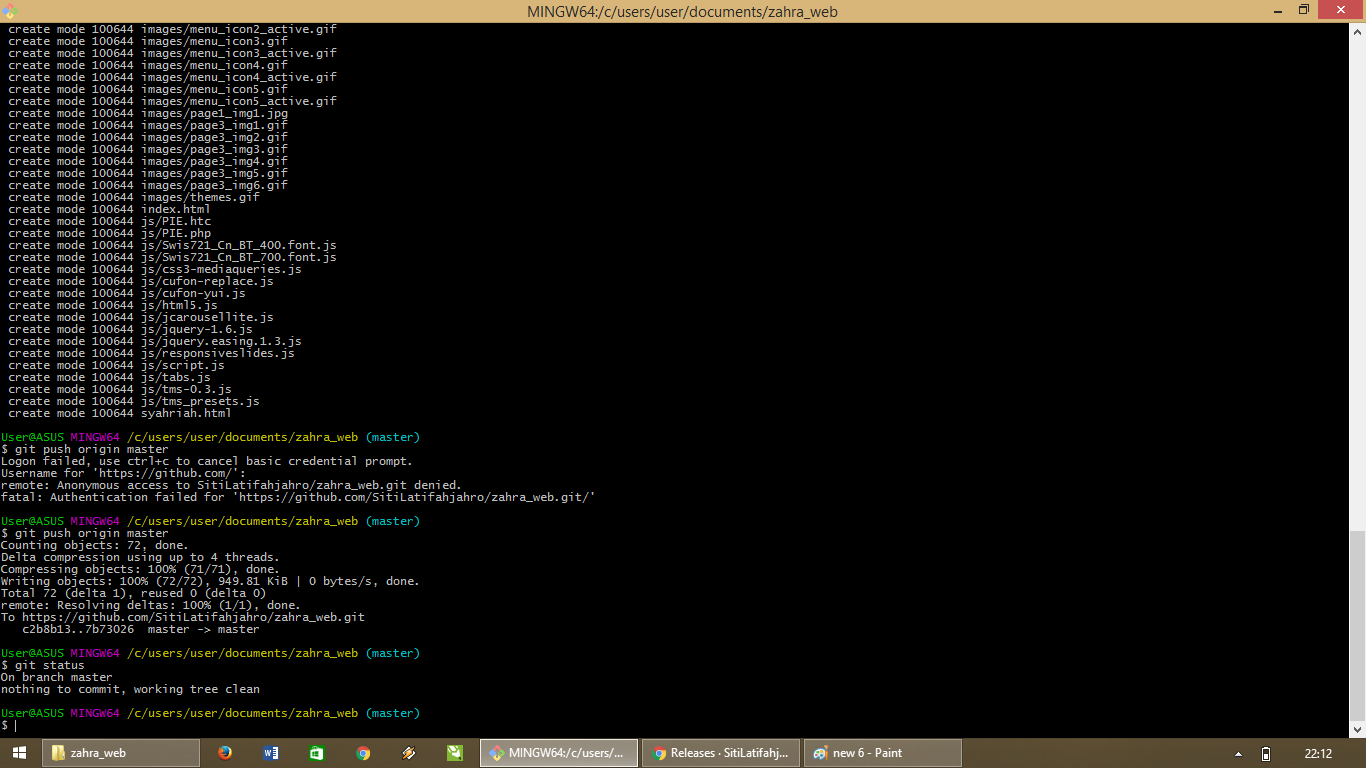 MINGW64:/c/users/user/documents/zahra_web
create mode 100644 images/menu_icon2_active.gif
create mode 100644 images/menu_icon3.gif
create mode 100644 images/menu_icon3_active.gif
create mode 100644 images/menu_icon4.gif
create mode 100644 images/menu_icon4_active.gif
create mode 100644 images/menu_icon5.gif
create mode 100644 images/menu_icon5_active.gif
create mode 100644 images/page1_img1.jpg
create mode 100644 images/page3_img1.gif
create mode 100644 images/page3_img2.gif
create mode 100644 images/page3_img3.gif
create mode 100644 images/page3_img4.gif
create mode 100644 images/page3_img5.gif
create mode 100644 images/page3_img6.gif
create mode 100644 images/themes.gif
create mode 100644 index.html
create mode 100644 js/PIE.htc
create mode 100644 js/PIE.php
create mode 100644 js/Swis721_Cn_BT_400.font.js
create mode 100644 js/Swis721_Cn_BT_700.font.js
create mode 100644 js/css3-mediaqueries.js
create mode 100644 js/cufon-replace.js
create mode 100644 js/cufon-yui.js
create mode 100644 js/html5.js
create mode 100644 js/jcarousellite.js
create mode 100644 js/jquery-1.6.js
create mode 100644 js/jquery.easing.1.3.js
create mode 100644 js/responsiveslides.js
create mode 100644 js/script.js
create mode 100644 js/tabs.js
create mode 100644 js/tms-0.3.js
create mode 100644 js/tms_presets.js
create mode 100644 syahriah.html
User@ASUS MINGW64 /c/users/user/documents/zahra_web (master)
$ git push origin master
Logon failed, use ctrl+c to cancel basic credential prompt.
Username for 'https://github.com/':
remote: Anonymous access to SitiLatifahjahro/zahra_web.git denied.
fatal: Authentication failed for 'https://github.com/SitiLatifahjahro/zahra_web.git/'
User@ASUS MINGW64 /c/users/user/documents/zahra_web (master)
$ git push origin master
Counting objects: 72, done.
Delta compression using up to 4 threads.
Compressing objects: 100% (71/71), done.
Writing objects: 100% (72/72), 949.81 KiB | 0 bytes/s, done.
Total 72 (delta 1), reused 0 (delta 0)
remote: Resolving deltas: 100% (1/1), done.
To https://github.com/SitiLatifahjahro/zahra_web.git
c2b8b13..7b73026  master -> master
User@ASUS MINGW64 /c/users/user/documents/zahra_web (master)
$ git status
On branch master
nothing to commit, working tree clean
User@ASUS MINGW64 /c/users/user/documents/zahra_web (master)
$
zahra_web
MINGW64:/c/users/...
Releases · SitiLatifahj...
new 6 - Paint
22:12